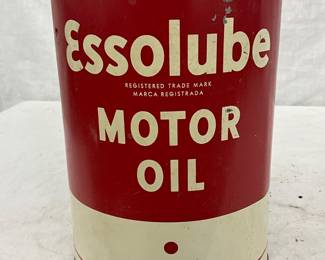 Essolube
REGISTERED TRADE MARK
MARCA REGISTRADA
MOTOR
OIL